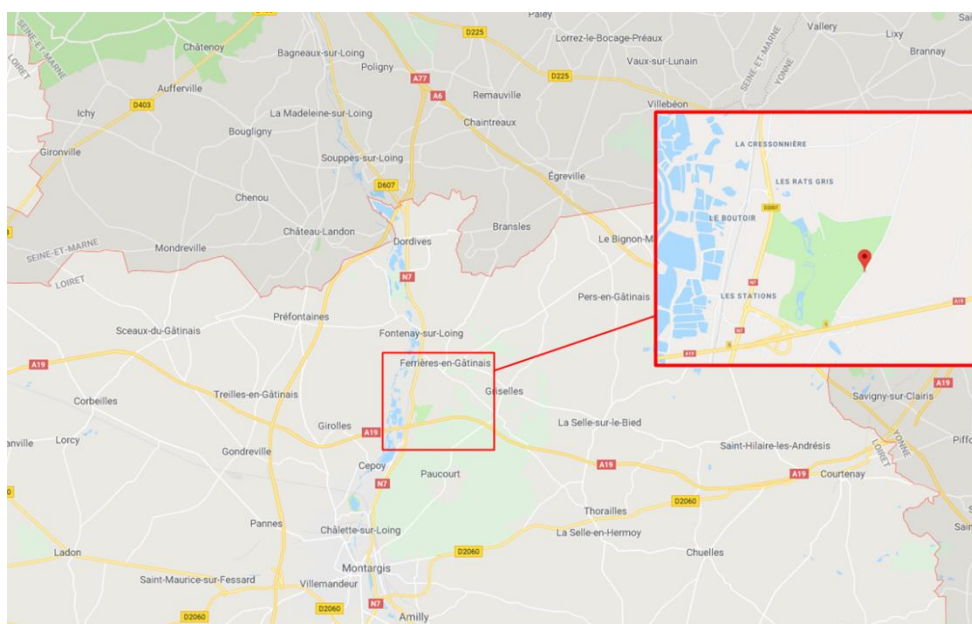 Paley
D225
Châtenoy
Bagneaux-sur-Loing
Lorrez-le-Bocage-Préaux
Vallery
Lixy
SEINE-ET-MARNE
LOIRET
Poligny
Vaux-sur-Lunain
Brannay
Aufferville
A77
D225
SEINE-ET-MARNE
YONNE
D403
A6
Remauville
Villebéon
Ichy
La Madeleine-sur-Loing
Chaintreaux
Bougligny
Gironville
Souppes-sur-Loing
LA CRESSONNIÈRE
Égreville
LES RATS GRIS
D607
Chenou
Château-Landon
Bransles
LE BOUTOIR
Dordives
Le Bignon-M
SEINE-ET-MARNE
LOIRET
Mondreville
N7
N7
LES STATIONS
Pers-en-Gâtinais
A19
Préfontaines
N7
Sceaux-du-Gâtinais
Fontenay-sur-Loing
A19
A19
Ferrières-en-Gâtinais
Corbeilles
Treilles-en-Gâtinais
Griselles
A19
Savigny-sur-Clairis
Girolles
A19
La Selle-sur-le-Bied
Lorcy
Gondreville
Saint-Hilaire-les-Andrésis
YONNE
LOIRET
Piffo
Cepoy
A19
Paucourt
A19
Courtenay
N7
D2060
Pannes
Châlette-sur-Loing
Thorailles
La Selle-en-Hermoy
Ladon
D2060
Chuelles
Montargis
Saint-Maurice-sur-Fessard
Villemandeur
D2060
D2060
N7
Amilly